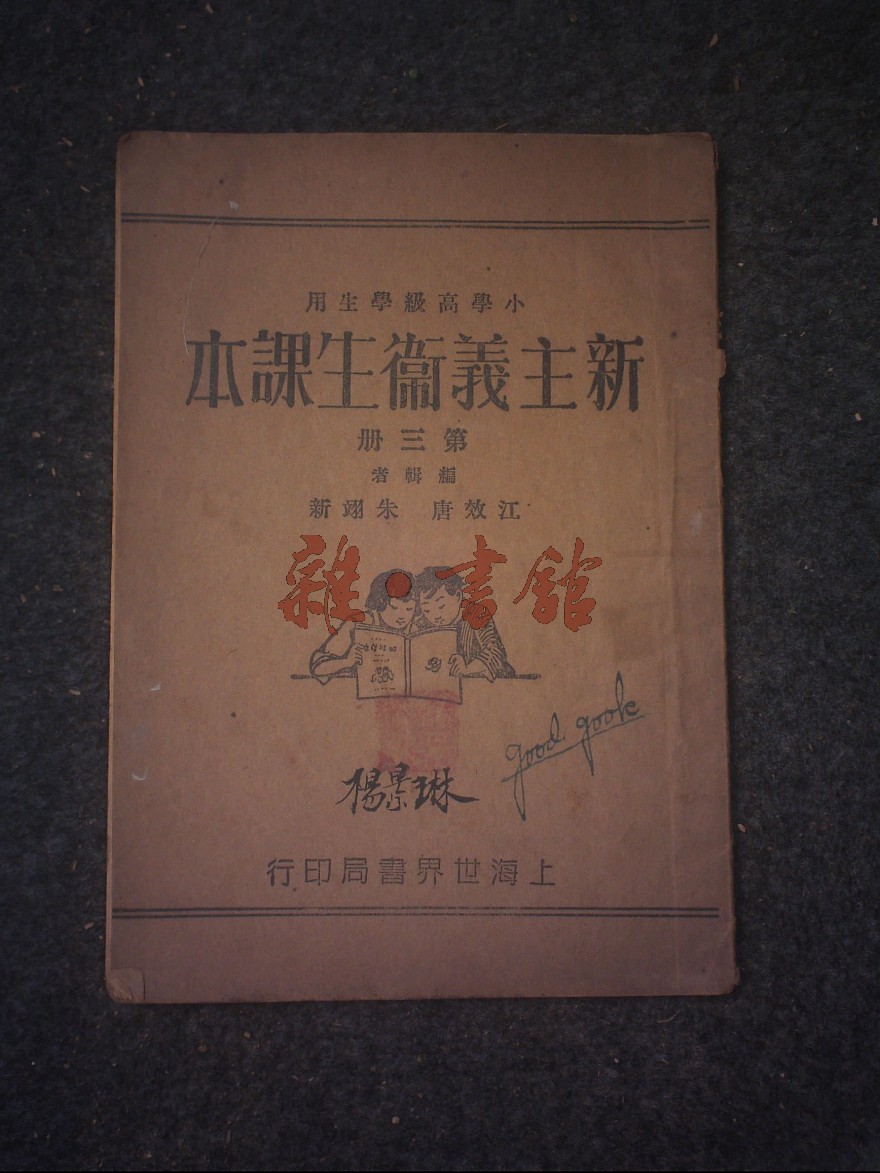 小學高級學生用
新主義衞生課本
第三册
編輯者
江效唐 朱翊新
雜·書館
good gook
楊景琳
上海世界書局印行